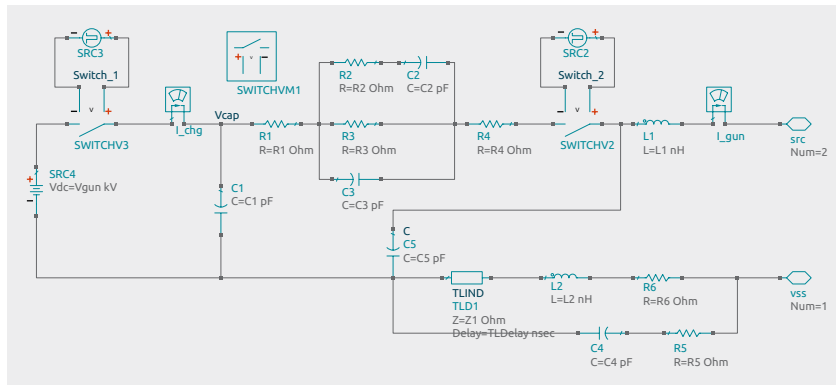 SRC3
Switch_1
v
SWITCHV3
I_chg
SRC4
Vdc=Vgun kV
v
SWITCHVM1
Vcap
C1
C=C1 pF
R1
R=R1 Ohm
R2
R=R2 Ohm
C2
C=C2 pF
R3
R=R3 Ohm
C3
C=C3 pF
R4
R=R4 Ohm
SRC2
Switch_2
v
SWITCHV2
L1
L=L1 nH
I_gun
src
Num=2
C
C5
C=C5 pF
TLIND
TLD1
Z=Z1 Ohm
Delay=TLDelay nsec
L2
L=L2 nH
R6
R=R6 Ohm
vss
Num=1
C4
C=C4 pF
R5
R=R5 Ohm